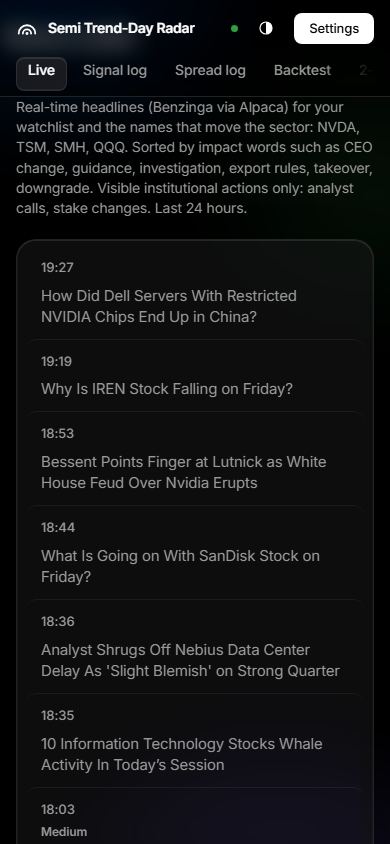 Semi Trend-Day Radar
Settings
Live
Signal log
Spread log
Backtest
2-
Real-time headlines (Benzinga via Alpaca) for your
watchlist and the names that move the sector: NVDA,
TSM, SMH, QQQ. Sorted by impact words such as CEO
change, guidance, investigation, export rules, takeover,
downgrade. Visible institutional actions only: analyst
calls, stake changes. Last 24 hours.
19:27
How Did Dell Servers With Restricted
NVIDIA Chips End Up in China?
19:19
Why Is IREN Stock Falling on Friday?
18:53
Bessent Points Finger at Lutnick as White
House Feud Over Nvidia Erupts
18:44
What Is Going on With SanDisk Stock on
Friday?
18:36
Analyst Shrugs Off Nebius Data Center
Delay As 'Slight Blemish' on Strong Quarter
18:35
10 Information Technology Stocks Whale
Activity In Today’s Session
18:03
Medium